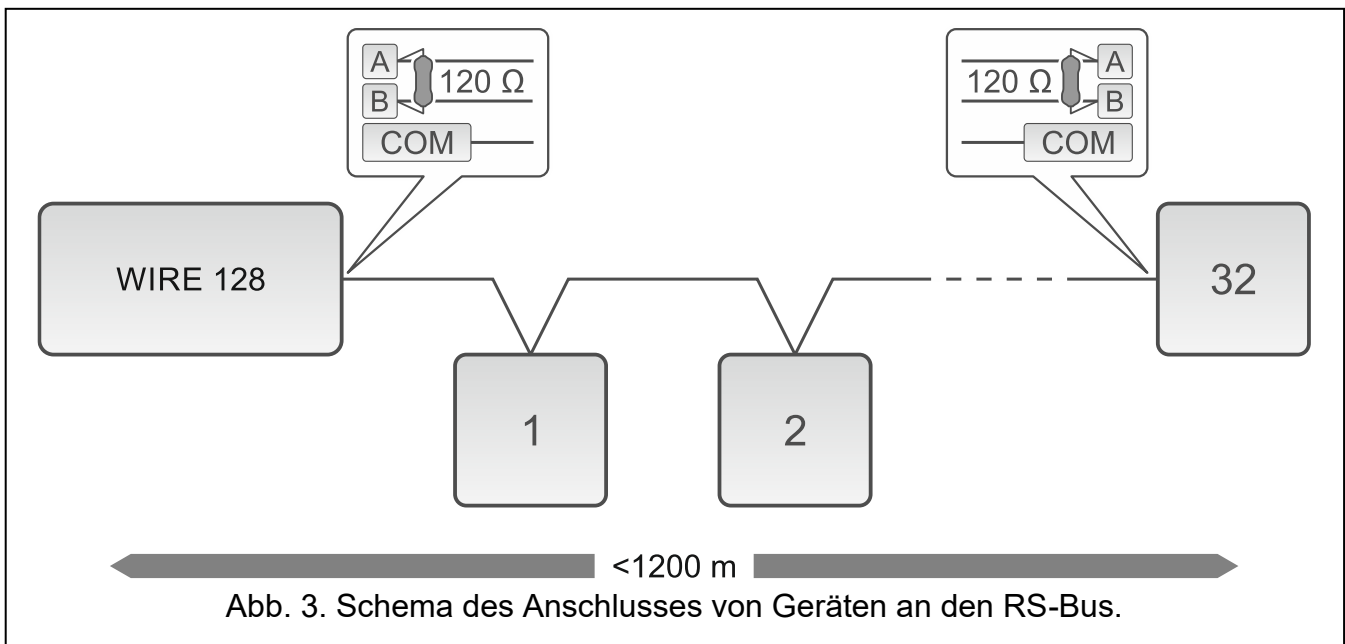 A
120 Ω
B
COM
120 Ω
A
B
COM
WIRE 128
32
1
2
<1200 m
Abb. 3. Schema des Anschlusses von Geräten an den RS-Bus.